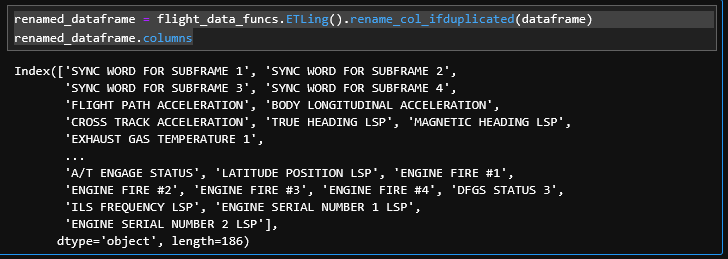 renamed_dataframe = flight_data_funcs.ETLing().rename_col_ifduplicated(dataframe)
renamed_dataframe.columns
Index(['SYNC WORD FOR SUBFRAME 1', 'SYNC WORD FOR SUBFRAME 2',
'SYNC WORD FOR SUBFRAME 3', 'SYNC WORD FOR SUBFRAME 4',
'FLIGHT PATH ACCELERATION', 'BODY LONGITUDINAL ACCELERATION',
'CROSS TRACK ACCELERATION', 'TRUE HEADING LSP', 'MAGNETIC HEADING LSP',
'EXHAUST GAS TEMPERATURE 1',
...
'A/T ENGAGE STATUS', 'LATITUDE POSITION LSP', 'ENGINE FIRE #1',
'ENGINE FIRE #2', 'ENGINE FIRE #3', 'ENGINE FIRE #4', 'DFGS STATUS 3',
'ILS FREQUENCY LSP', 'ENGINE SERIAL NUMBER 1 LSP',
'ENGINE SERIAL NUMBER 2 LSP'],
dtype='object', length=186)